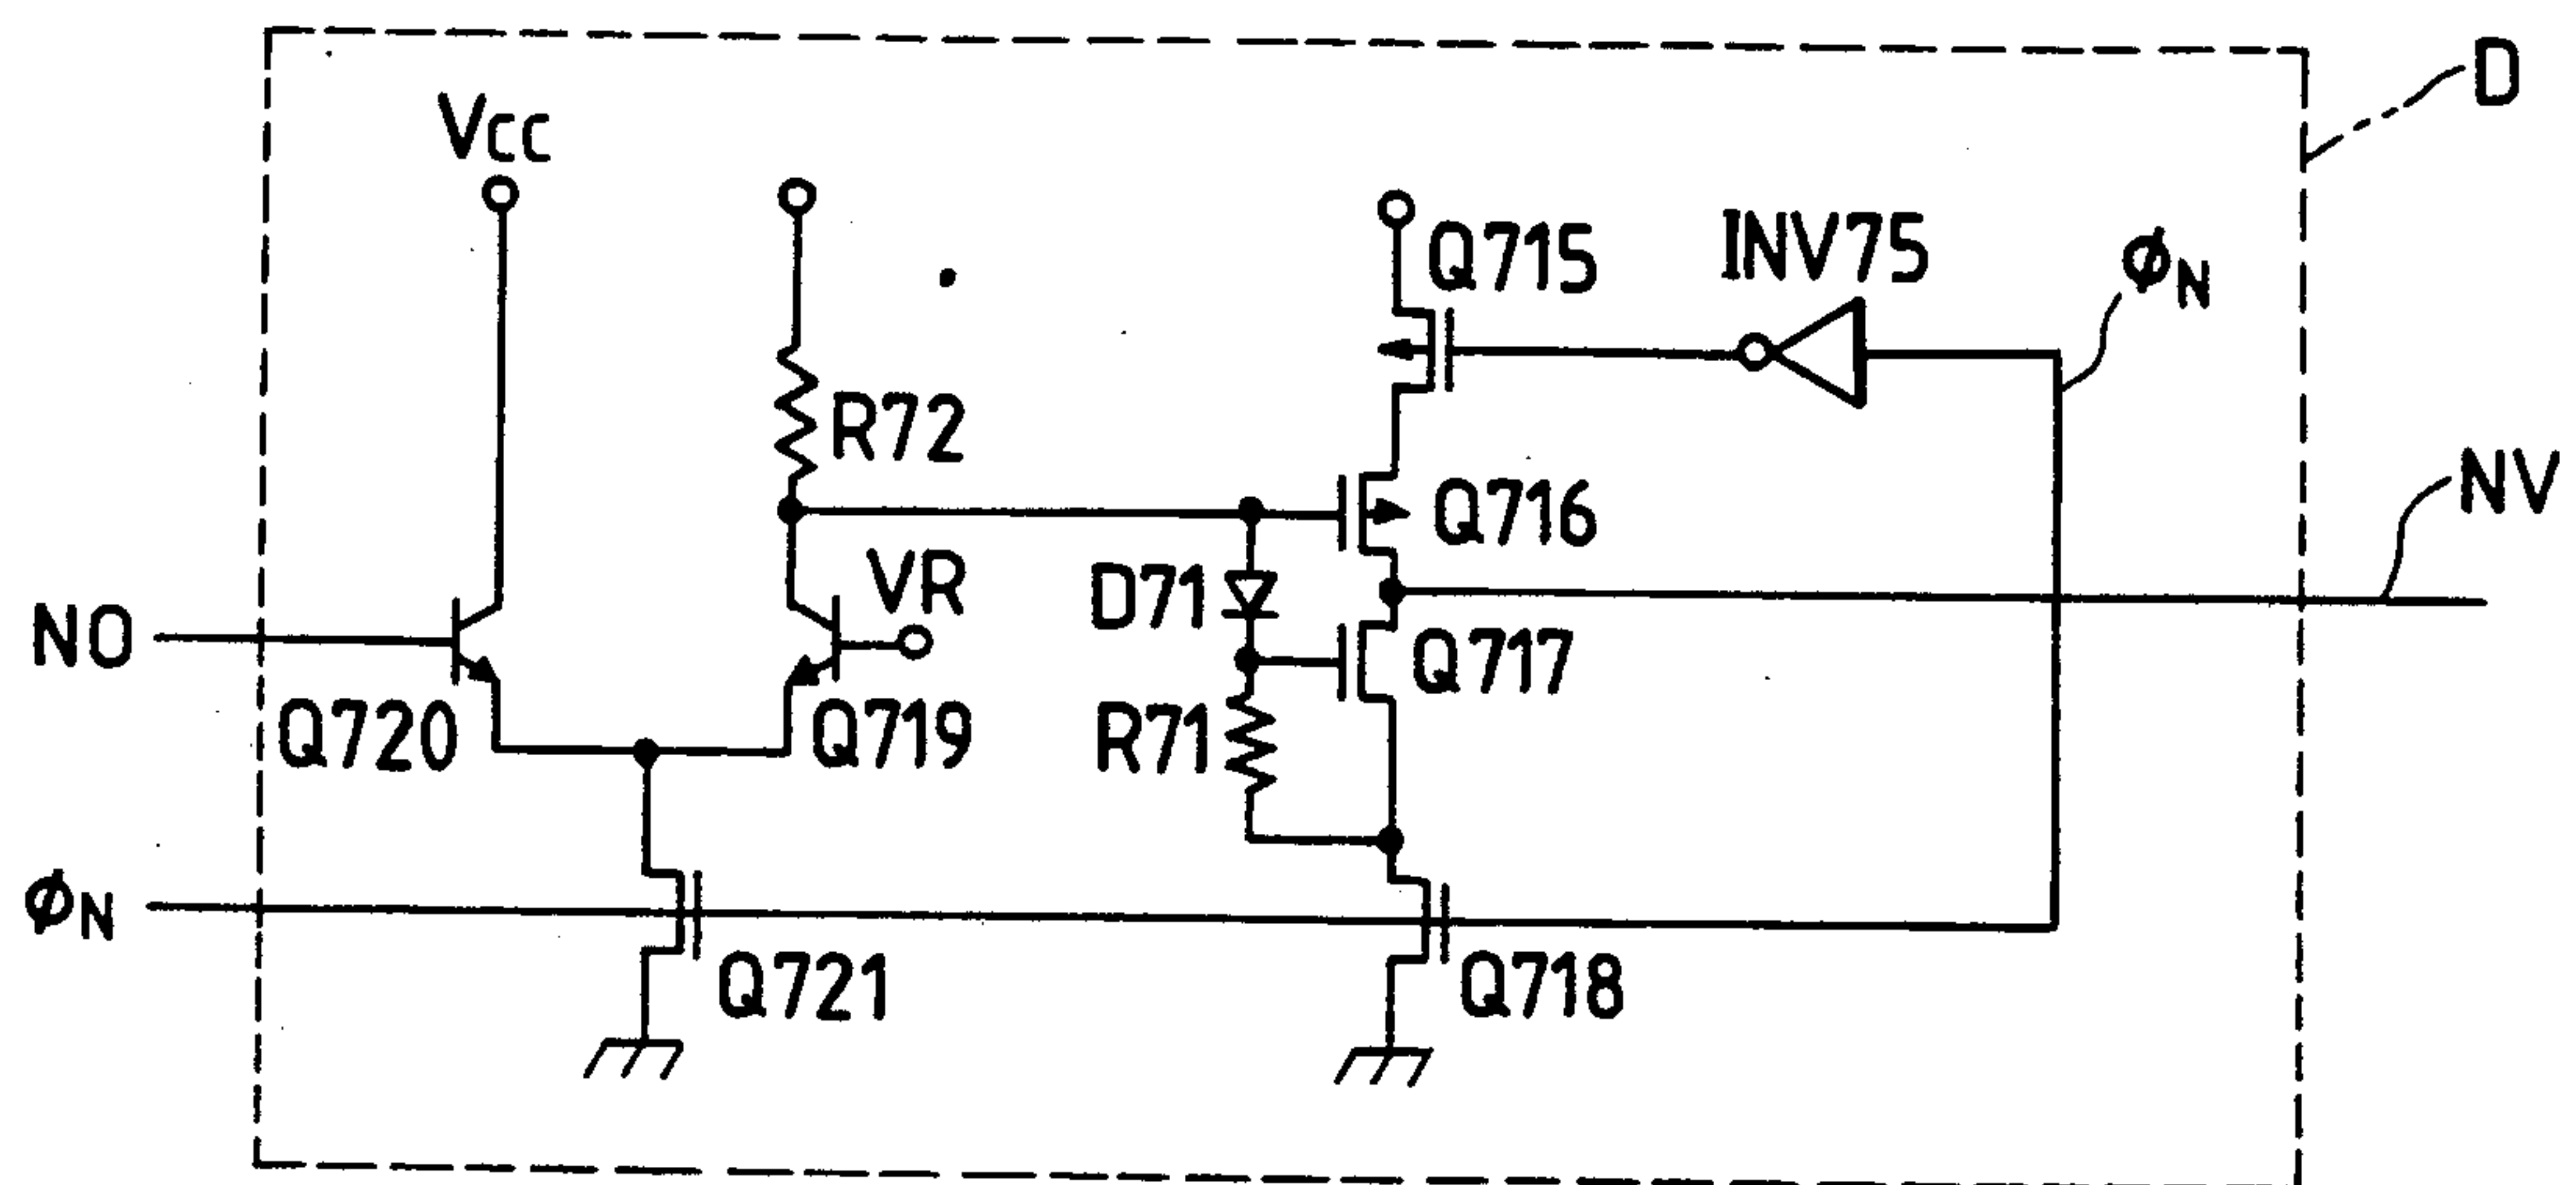 D
Vcc
Q715
INV75
ϕN
R72
Q716
NV
VR
D71
NO
Q717
Q720
Q719
R71
ϕN
Q721
Q718